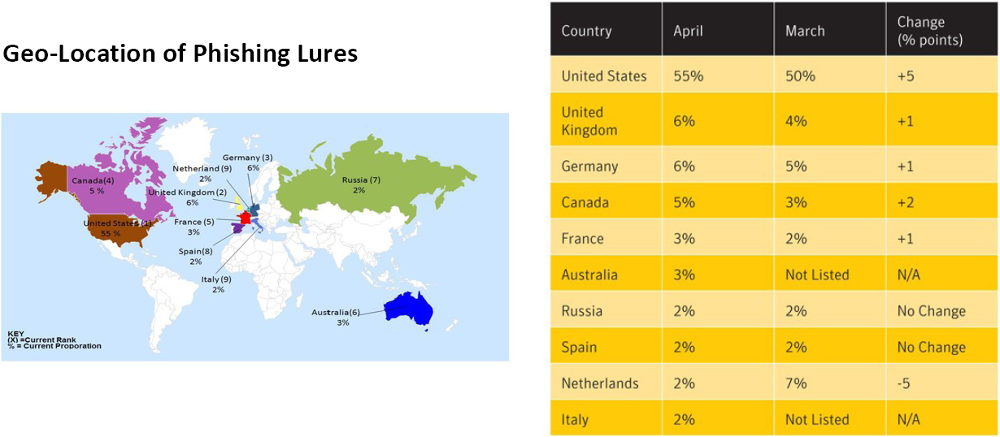 Geo-Location of Phishing Lures
Germany (3)
6%
Netherland (9)
2%
Russia (7)
2%
Canada(4)
5 %
United Kingdom (2)
6%
United States (1)
55 %
France (5)
3%
Spain(8)
2%
Italy (9)
2%
Australia(6)
3%
KEY
(X) =Current Rank
% = Current Proporation
Country April March Change
(% points)
United States 55% 50% +5
United
Kingdom 6% 4% +1
Germany 6% 5% +1
Canada 5% 3% +2
France 3% 2% +1
Australia 3% Not Listed N/A
Russia 2% 2% No Change
Spain 2% 2% No Change
Netherlands 2% 7% -5
Italy 2% Not Listed N/A